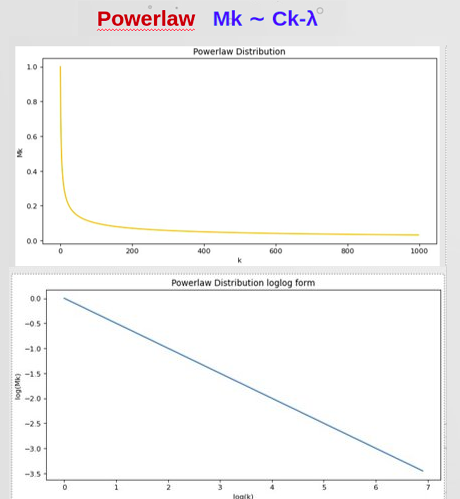 Powerlaw Mk ∼ Ck-λ
Powerlaw Distribution
1.0
0.8
0.6
0.4
0.2
0.0
Mk
0 200 400 600 800 1000
k
Powerlaw Distribution loglog form
0.0
−0.5
−1.0
−1.5
−2.0
−2.5
−3.0
−3.5
log(Mk)
0 1 2 3 4 5 6 7
log(k)